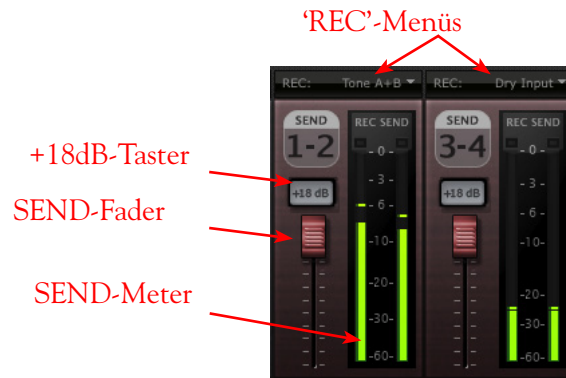 ‘REC’-Menüs
REC: Tone A+B REC: Dry Input
SEND REC SEND SEND REC SEND
1-2 3-4
+18dB-Taster
+18 dB +18 dB
SEND-Fader
SEND-Meter
-0- -0-
-3- -3-
-6- -6-
-10- -10-
-20- -20-
-30- -30-
-60- -60-